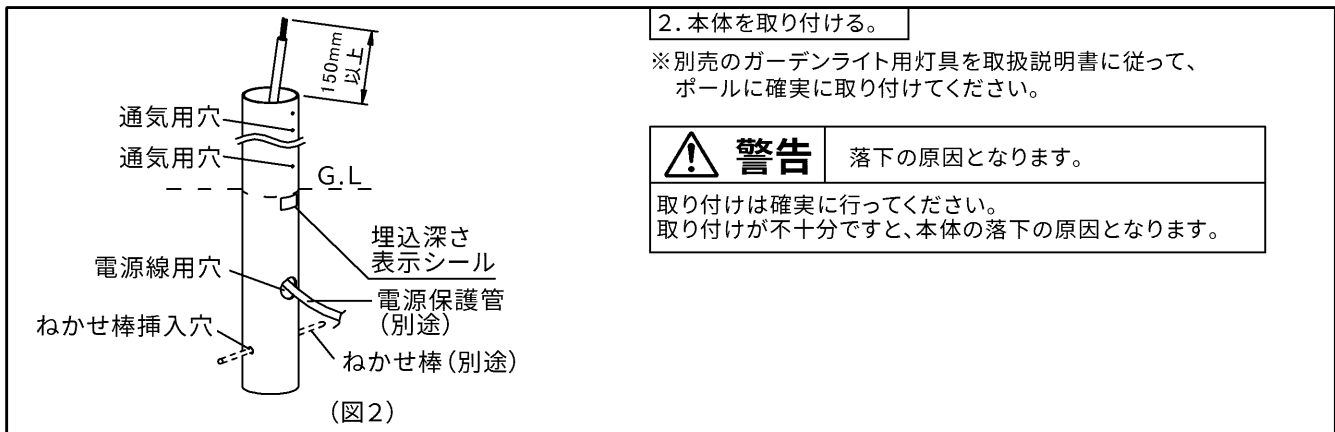 150mm
以上
通気用穴
通気用穴
G.L
埋込深さ
表示シール
電源線用穴
電源保護管
(別途)
ねかせ棒挿入穴
ねかせ棒(別途)
(図2)
2.本体を取り付ける。
※別売のガーデンライト用灯具を取扱説明書に従って、
ポールに確実に取り付けてください。
警告
落下の原因となります。
取り付けは確実に行ってください。
取り付けが不十分ですと、本体の落下の原因となります。